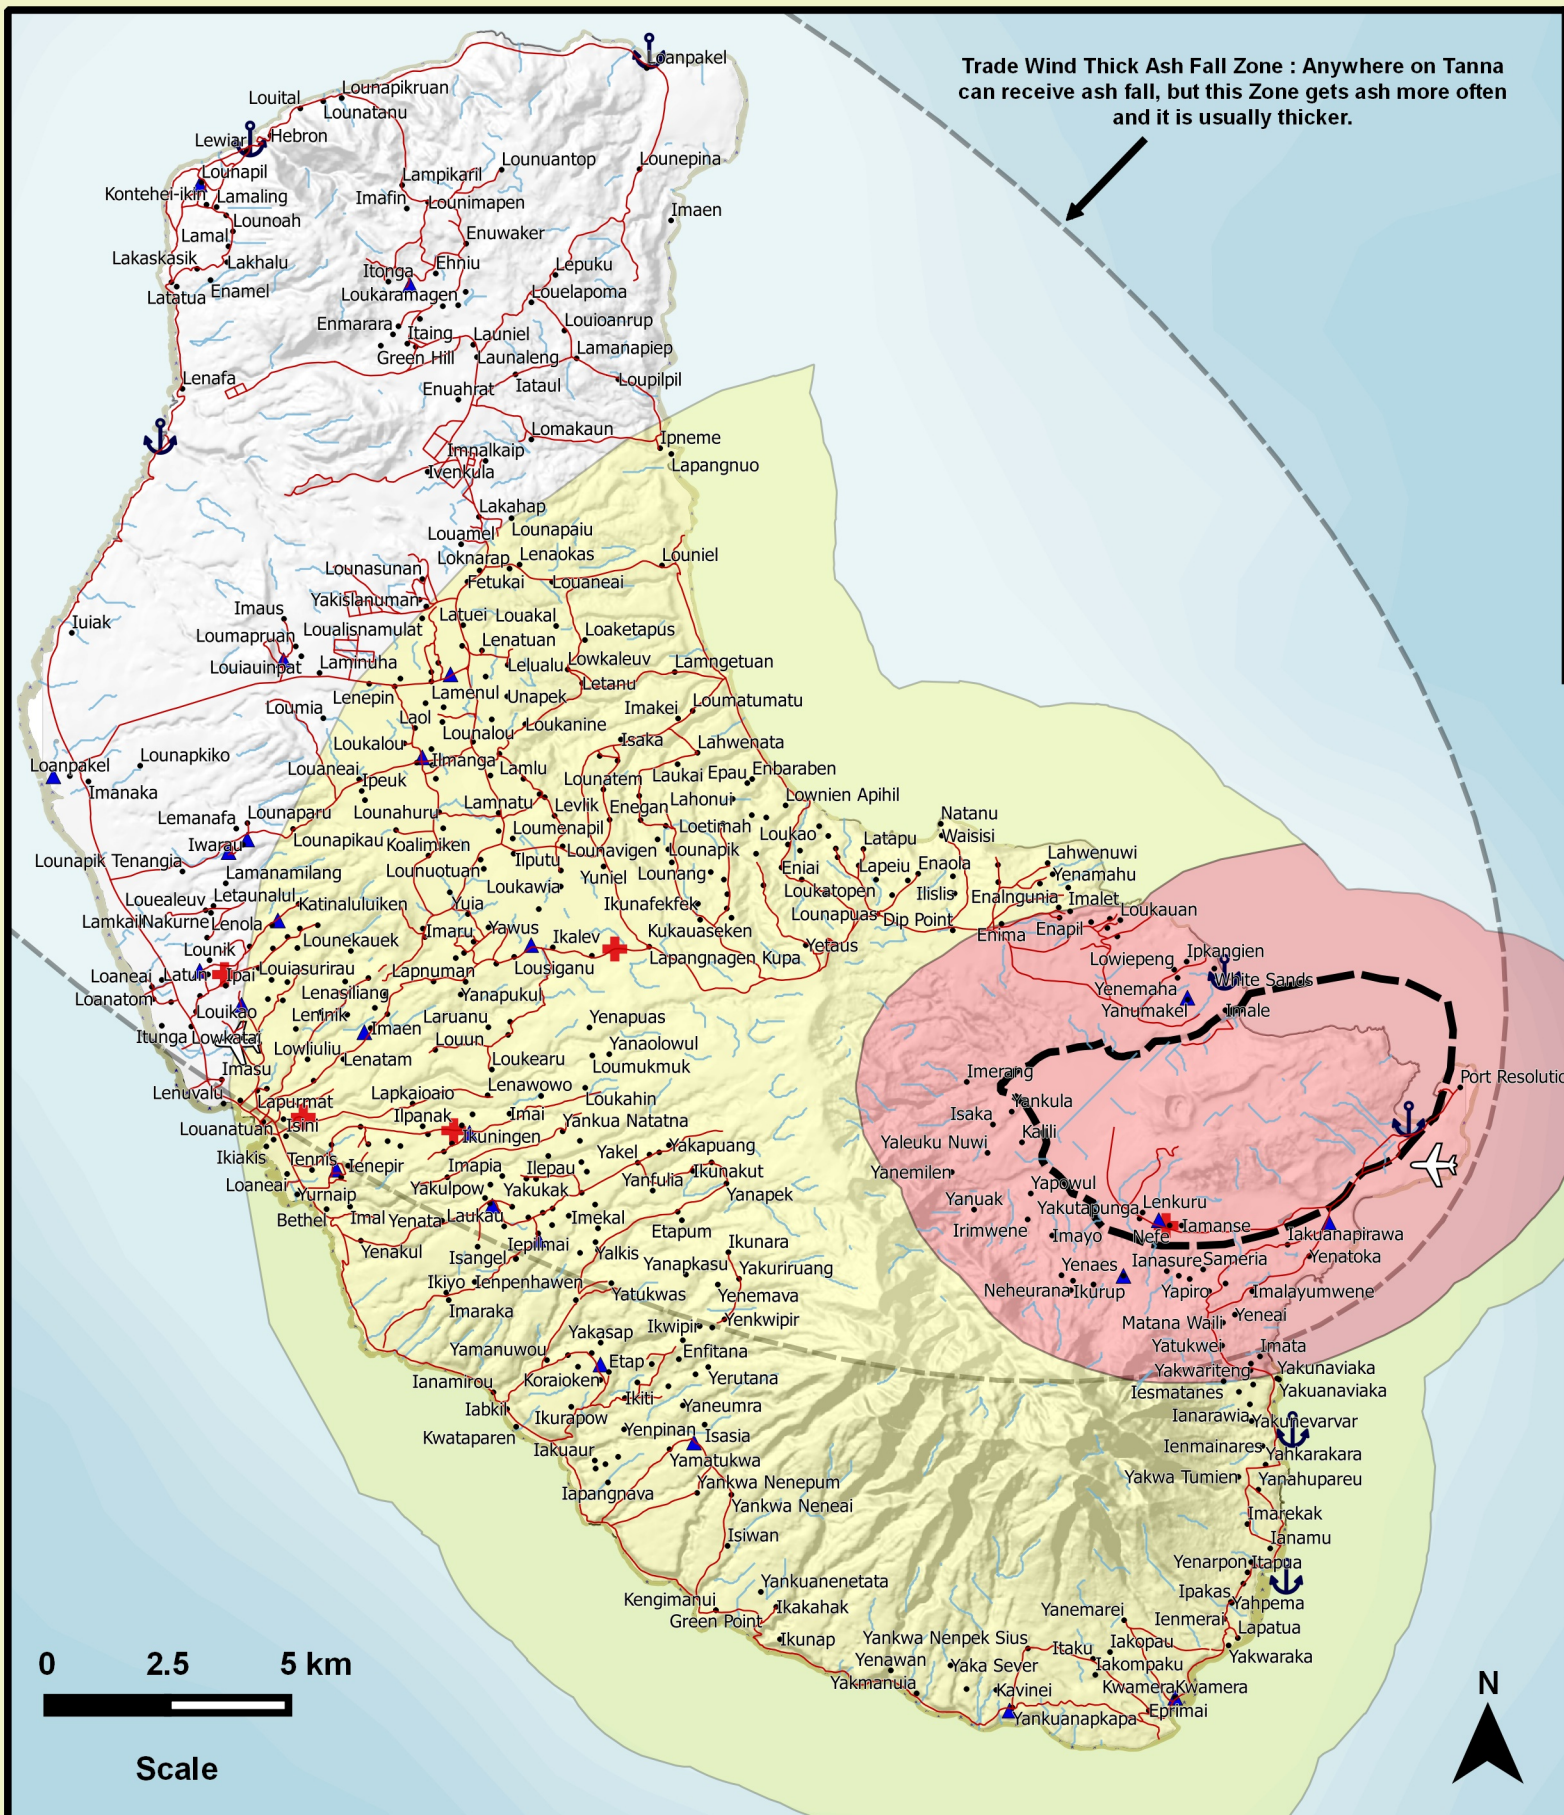 Loanpakel
Trade Wind Thick Ash Fall Zone : Anywhere on Tanna
can receive ash fall, but this Zone gets ash more often
and it is usually thicker.
Lounapikruan
Louital
Lounatanu
Lewiar
Hebron
Lounuantop
Lounepina
Lounapil
Lampikaril
Kontehei-ikin
Lamaling
Imafin
Lounimapen
Imaen
Lounoah
Lamal
Enuwaker
Lakaskasik
Lakhalu
Itonga
Ehniu
Lepuku
Latatua
Enamel
Loukaramagen
Louelapoma
Enmarara
Itaing
Launiel
Louioanrup
Green Hill
Launaleng
Lamanapiep
Lenafa
Enuahrat
Iataul
Loupilpil
Lomakaun
Ipneme
Imnalkaip
Ivenkula
Lapangnuo
Lakahap
Louamel
Lounapaiu
Loknarap
Lenaokas
Louniel
Lounasunan
Fetukai
Louaneai
Yakislanuman
Imaus
Latuei
Louakal
Iuiak
Loumapruan
Loualisnamulat
Lenatuan
Loaketapus
Louiauinpat
Laminuha
Lelualu
Lowkaleuv
Lamngetuan
Lenepin
Lamenul
Unapek
Letanu
Loumia
Laol
Imakei
Loumatumatu
Loukalou
Lounalou
Loukanine
Isaka
Lahwenata
Lounapkiko
Loanpakel
Louaneai
Ilmanga
Lamlu
Lounatem
Laukai
Epau
Enbaraben
Imanaka
Ipeuk
Lownien Apihil
Lemanafa
Lounaparu
Lounahuru
Lamnatu
Levlik
Enegan
Lahonui
Natanu
Iwarau
Lounapikau
Koalimiken
Loumenapil
Loetimah
Loukao
Latapu
Waisisi
Lounapik
Tenangia
Ilputu
Lounavigen
Lounapik
Lahwenuwi
Lamanamilang
Lounuotuan
Yuniel
Lounang
Eniai
Lapeiu
Enaola
Yenamahu
Louealeuv
Letaunalul
Loukawja
Loukatopen
Ilislis
Enalngunia
Imalet
Katinaluluiken
Yuia
Ikunafekfek
Lounapuas
Dip Point
Loukauan
Lamkail
Nakurne
Lenola
Imaru
Yawus
Kukauaseken
Enima
Enapil
Lounik
Lounekauek
Ikalev
Yetaus
Ipkangien
Loaneai
Latun
Ipai
Louiasurirau
Lapnuman
Lousiganu
Lapangnagen Kupa
Lowiepeng
White Sands
Loanatom
Lenasiliang
Yanapukul
Yenemaha
Louikao
Leninik
Imaen
Laruanu
Yenapuas
Yanumakel
Imale
Itunga
Lowkatai
Lowliuliu
Lenatam
Louun
Yanaolowul
Imasu
Loukearu
Loumukmuk
Imerang
Port Resolutic
Lenuvalu
Lapurmat
Lapkaioaio
Lenawowo
Loukahin
Yankula
Louanatuan
Isini
Ilpanak
Imai
Yankua Natatna
Isaka
Kalili
Ikiakis
Ikuningen
Yakel
Yakapuang
Yaleuku Nuwi
Tennis
Ienepir
Imapia
Ilepau
Yanfulia
Ikunakut
Yanemilen
Loaneai
Yurnaip
Yakulpow
Yakukak
Yanapek
Yanuak
Yapowul
Bethel
Imal
Yenata
Laukau
Imekal
Etapum
Yakutapunga
Lenkuru
Irimwene
Imayo
Nefe
Iamanse
Yenakul
Isangel
Iepilmai
Yalkis
Ikunara
Iakuanapirawa
Yanapkasu
Yakuriruang
Yenaes
Ianasure
Sameria
Yenatoka
Ikiyo
Ienpenhawen
Yatukwas
Yenemava
Neheurana
Ikurup
Yapiro
Imalayumwene
Imaraka
Yakasap
Ikwipir
Yenkwipir
Matana Waili
Yeneai
Yamanuwou
Etap
Enfitana
Yatukwei
Imata
Ianamirou
Koraioken
Yerutana
Yakwariteng
Yakunaviaka
Iabkil
Ikurapow
Ikiti
Yaneumra
Iesmatanes
Yakuanaviaka
Kwataparen
Yenpinan
Isasia
Ianarawia
Yakunevarvar
Iakuaur
Yamatukwa
Ienmainares
Yahkarakara
Iapangnava
Yankwa Nenepum
Yakwa Tumien
Yanahupareu
Yankwa Neneai
Imarekak
Isiwan
Ianamu
Yankuanenetata
Yenarpon
Itapua
Kengimanui
Ikakahak
Ipakas
Yahpema
Green Point
Yanemarei
Ienmerai
Lapatua
Ikunap
Yankwa Nenpek Sius
Itaku
Iakopau
Yakwaraka
Yenawan
Yaka Sever
Iakompaku
Yakmanuia
Kavinei
Kwamera
Kwamera
Yankuanapkapa
Eprimai
0 2.5 5 km
Scale
N